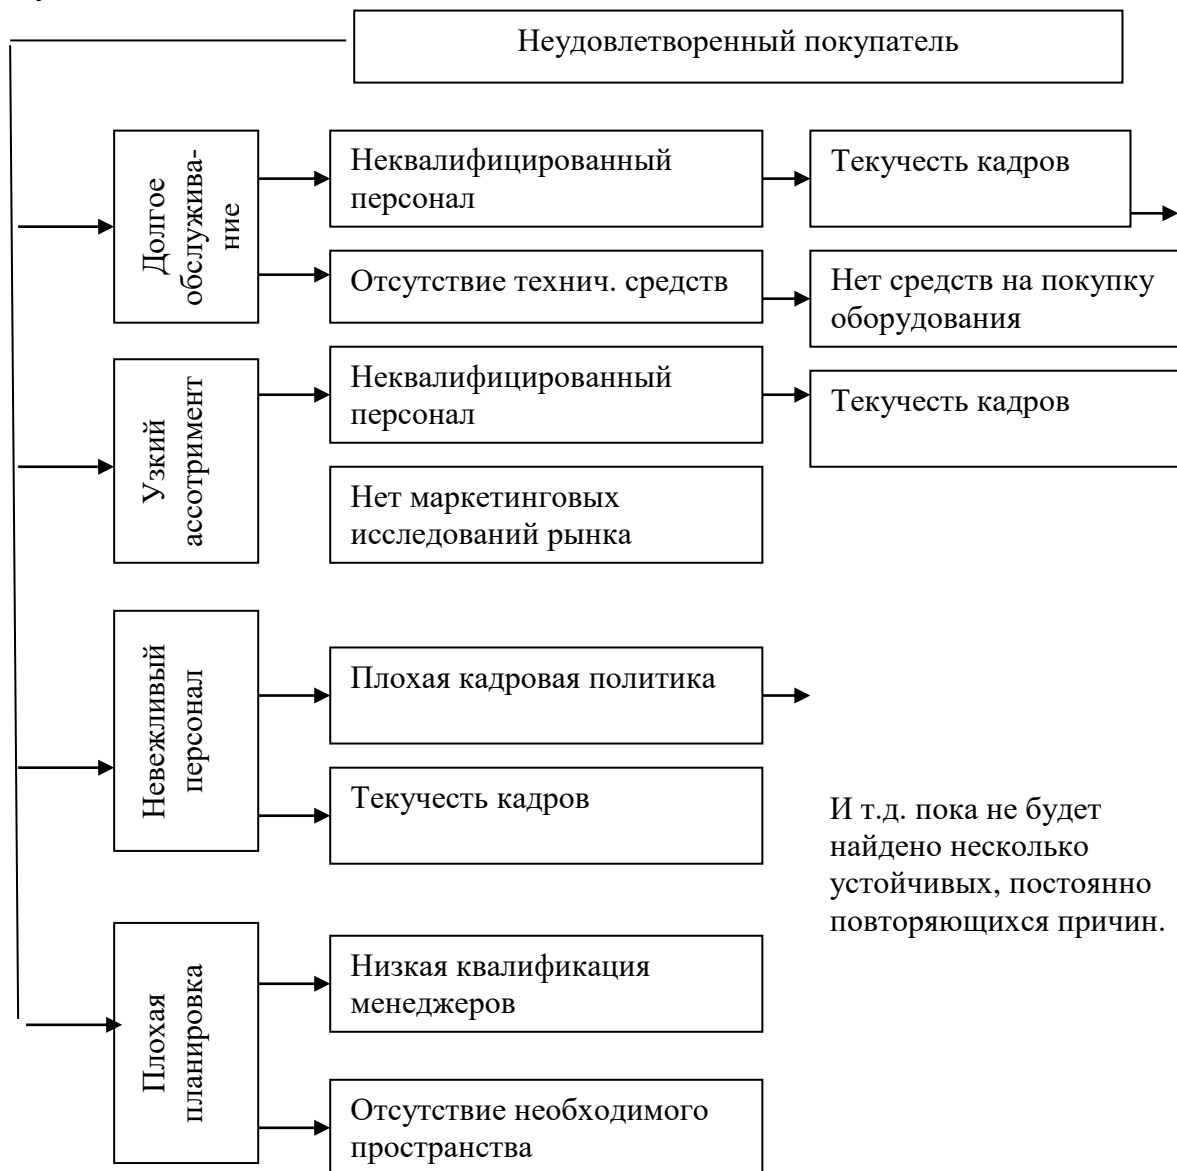 Неудовлетворенный покупатель
Долгое
обслужива-
ние
Неквалифицированный
персонал
Текучесть кадров
Отсутствие технич. средств
Нет средств на покупку
оборудования
Узкий
ассотримент
Неквалифицированный
персонал
Текучесть кадров
Нет маркетинговых
исследований рынка
Невежливый
персонал
Плохая кадровая политика
Текучесть кадров
И т.д. пока не будет
найдено несколько
устойчивых, постоянно
повторяющихся причин.
Плохая
планировка
Низкая квалификация
менеджеров
Отсутствие необходимого
пространства